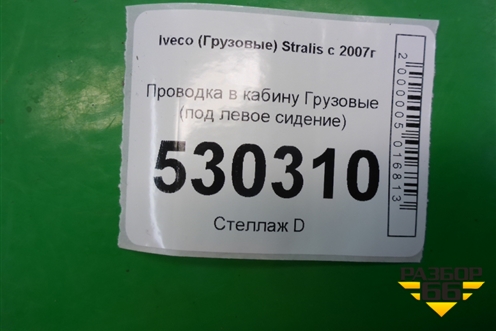 Iveco (Грузовые) Stralis с 2007г
Проводка в кабину Грузовые
(под левое сидение)
530310
Стеллаж D
2000005016813
РАЗБОР
66